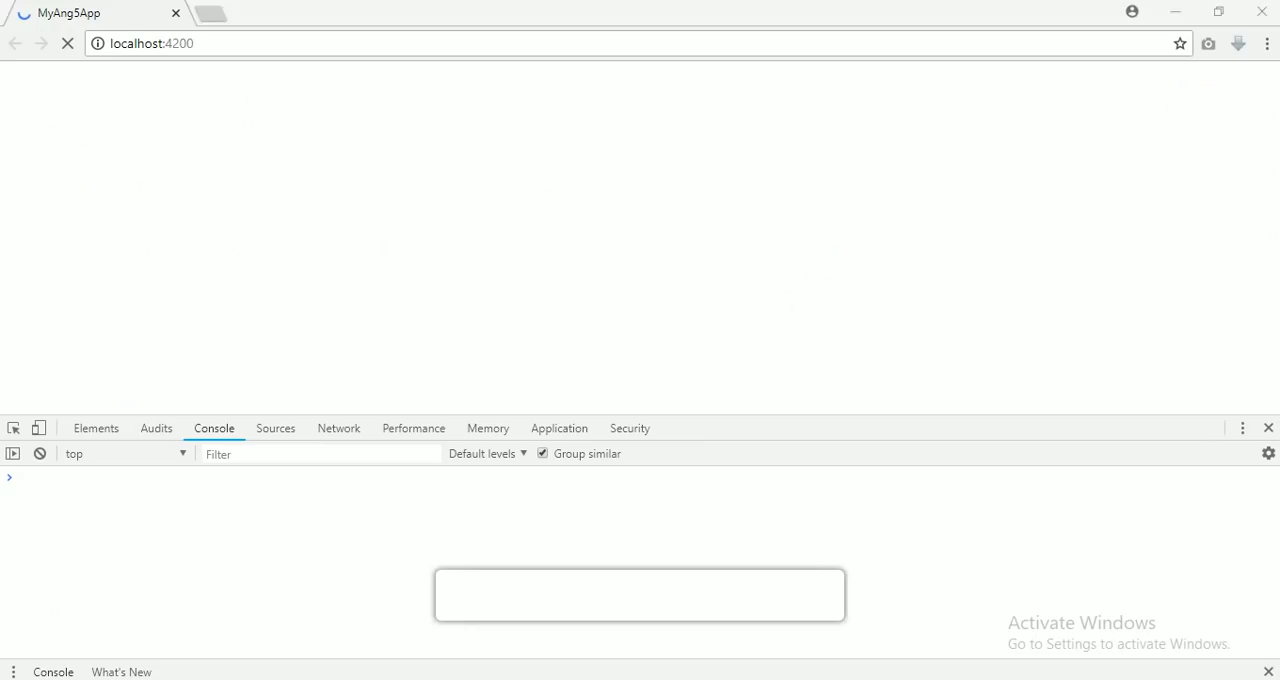 MyAng5App
localhost:4200
Elements Audits Console Sources Network Performance Memory Application Security
top Filter Default levels Group similar
Activate Windows
Go to Settings to activate Windows.
Console What's New